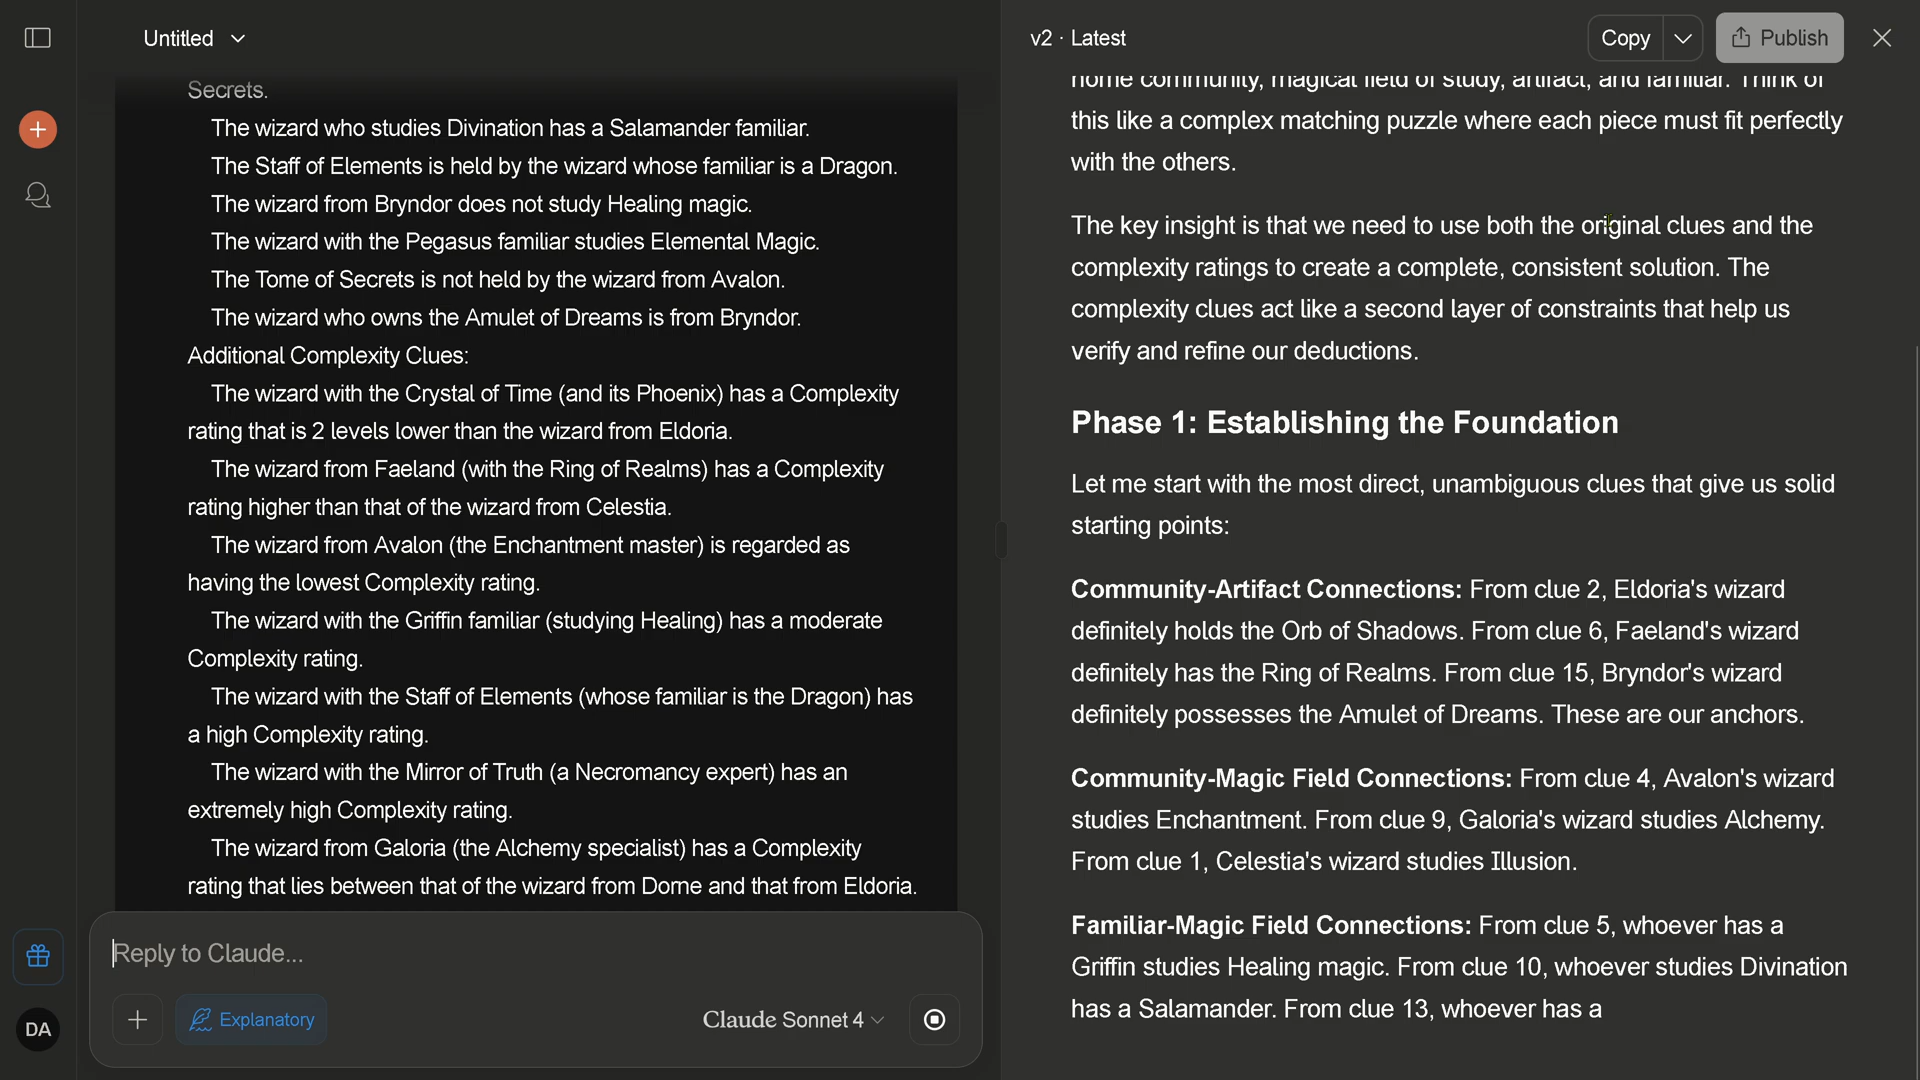 Untitled
Secrets.
The wizard who studies Divination has a Salamander familiar.
The Staff of Elements is held by the wizard whose familiar is a Dragon.
The wizard from Bryndor does not study Healing magic.
The wizard with the Pegasus familiar studies Elemental Magic.
The Tome of Secrets is not held by the wizard from Avalon.
The wizard who owns the Amulet of Dreams is from Bryndor.
Additional Complexity Clues:
The wizard with the Crystal of Time (and its Phoenix) has a Complexity
rating that is 2 levels lower than the wizard from Eldoria.
The wizard from Faeland (with the Ring of Realms) has a Complexity
rating higher than that of the wizard from Celestia.
The wizard from Avalon (the Enchantment master) is regarded as
having the lowest Complexity rating.
The wizard with the Griffin familiar (studying Healing) has a moderate
Complexity rating.
The wizard with the Staff of Elements (whose familiar is the Dragon) has
a high Complexity rating.
The wizard with the Mirror of Truth (a Necromancy expert) has an
extremely high Complexity rating.
The wizard from Galoria (the Alchemy specialist) has a Complexity
rating that lies between that of the wizard from Dorne and that from Eldoria.
Reply to Claude...
Explanatory
Claude Sonnet 4
DA
v2 · Latest
Copy
Publish
home community, magical field of study, artifact, and familiar. Think of
this like a complex matching puzzle where each piece must fit perfectly
with the others.
The key insight is that we need to use both the original clues and the
complexity ratings to create a complete, consistent solution. The
complexity clues act like a second layer of constraints that help us
verify and refine our deductions.
Phase 1: Establishing the Foundation
Let me start with the most direct, unambiguous clues that give us solid
starting points:
Community-Artifact Connections: From clue 2, Eldoria's wizard
definitely holds the Orb of Shadows. From clue 6, Faeland's wizard
definitely has the Ring of Realms. From clue 15, Bryndor's wizard
definitely possesses the Amulet of Dreams. These are our anchors.
Community-Magic Field Connections: From clue 4, Avalon's wizard
studies Enchantment. From clue 9, Galoria's wizard studies Alchemy.
From clue 1, Celestia's wizard studies Illusion.
Familiar-Magic Field Connections: From clue 5, whoever has a
Griffin studies Healing magic. From clue 10, whoever studies Divination
has a Salamander. From clue 13, whoever has a